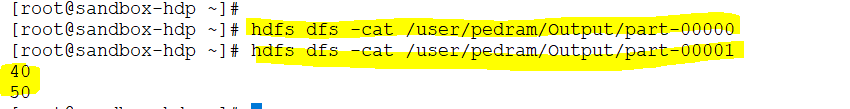 [root@sandbox-hdp ~]#
[root@sandbox-hdp ~]# hdfs dfs -cat /user/pedram/Output/part-00000
[root@sandbox-hdp ~]# hdfs dfs -cat /user/pedram/Output/part-00001
40
50
[root@sandbox-hdp ~]#